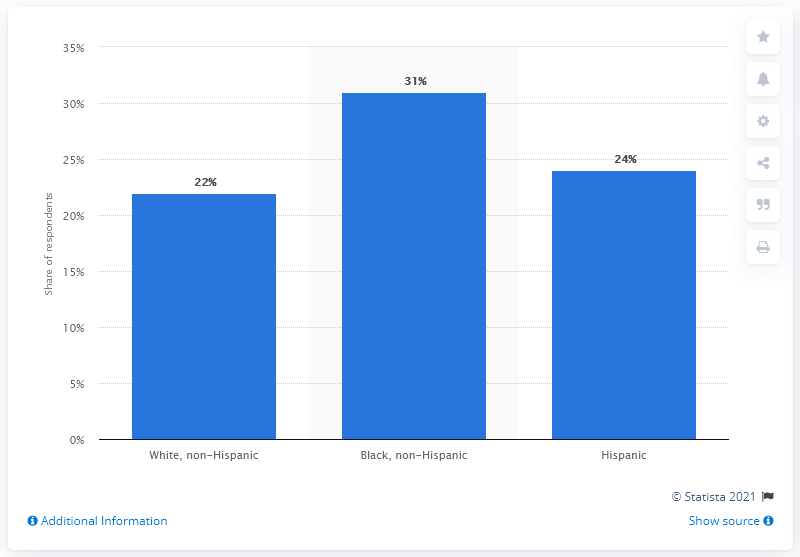 35%
30%
25%
20%
15%
10%
5%
0%
Share of respondents
22%
31%
24%
White, non-Hispanic
Black, non-Hispanic
Hispanic
© Statista 2021
Additional Information
Show source